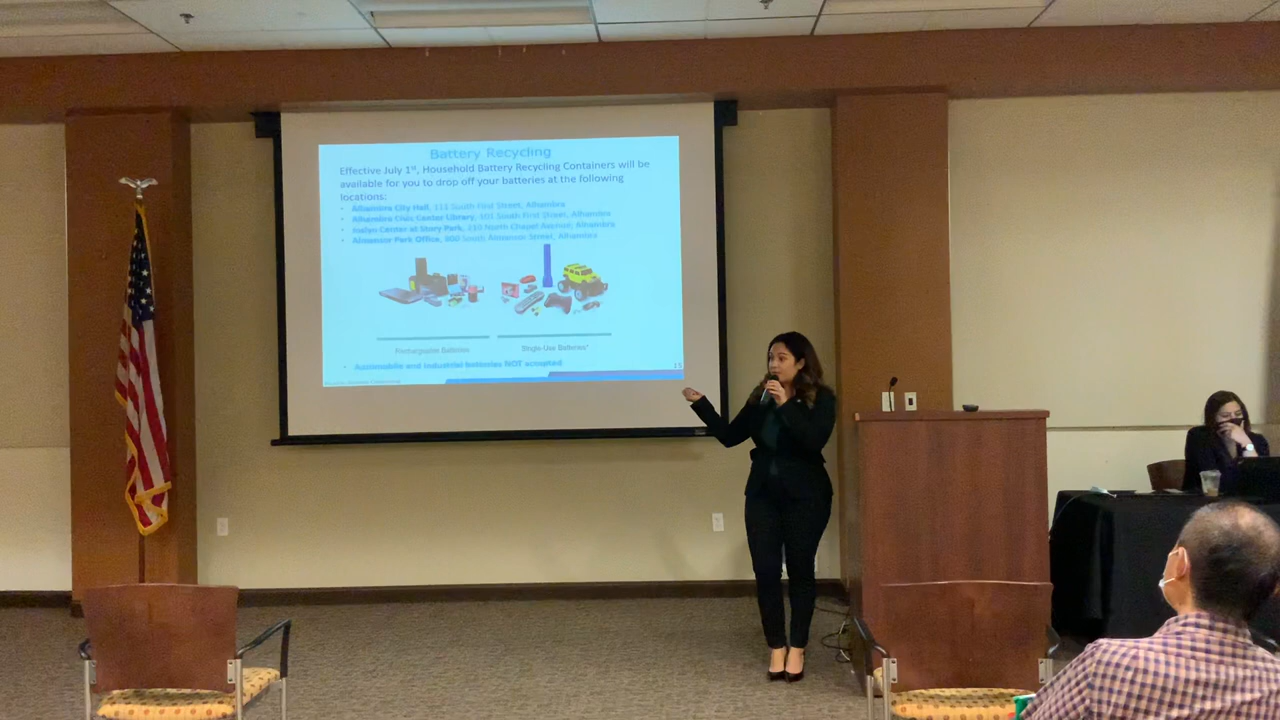 Battery Recycling
Effective July 1st, Household Battery Recycling Containers will be
available for you to drop off your batteries at the following
locations:
• Alhambra City Hall, 111 South First Street, Alhambra
• Alhambra Civic Center Library, 101 South First Street, Alhambra
• Joslyn Center at Story Park, 210 North Chapel Avenue, Alhambra
• Almansor Park Office, 800 South Almansor Street, Alhambra
Rechargeable Batteries
Single-Use Batteries*
• Automobile and Industrial batteries NOT accepted
15